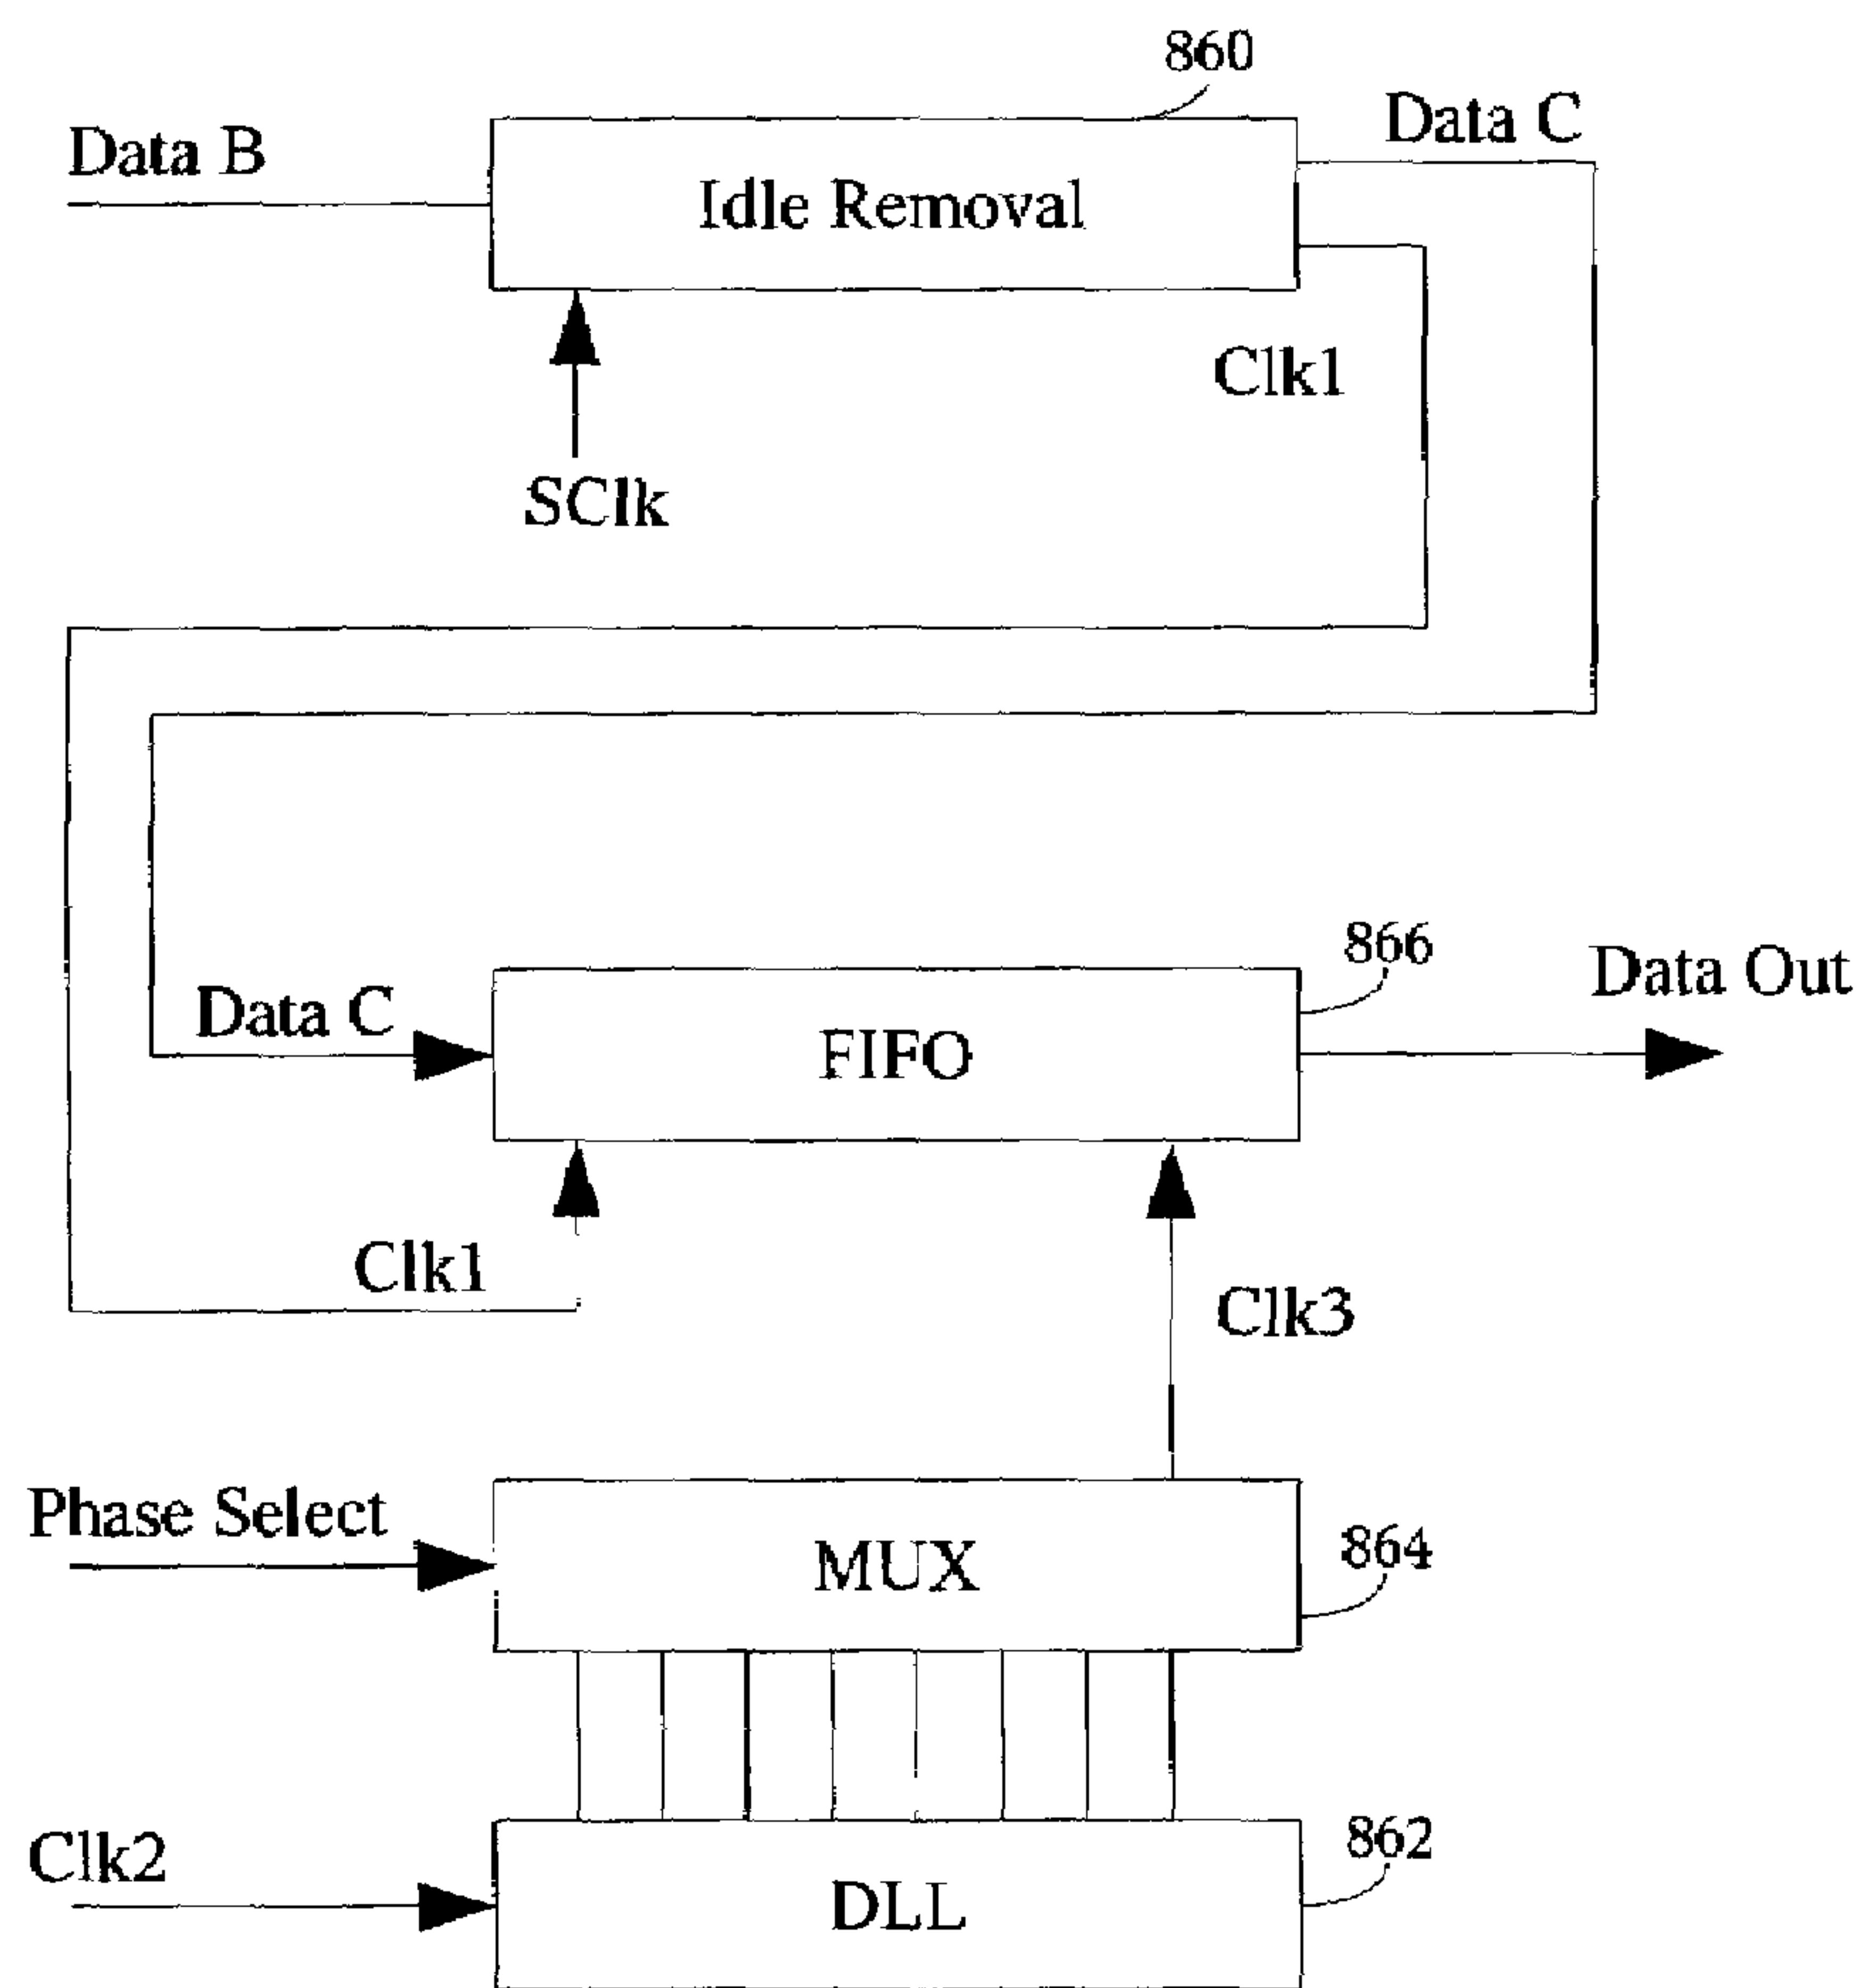 860
Data B
Data C
Idle Removal
Clk1
SClk
866
Data Out
Data C
FIFO
Clk1
Clk3
Phase Select
MUX
864
Clk2
862
DLL